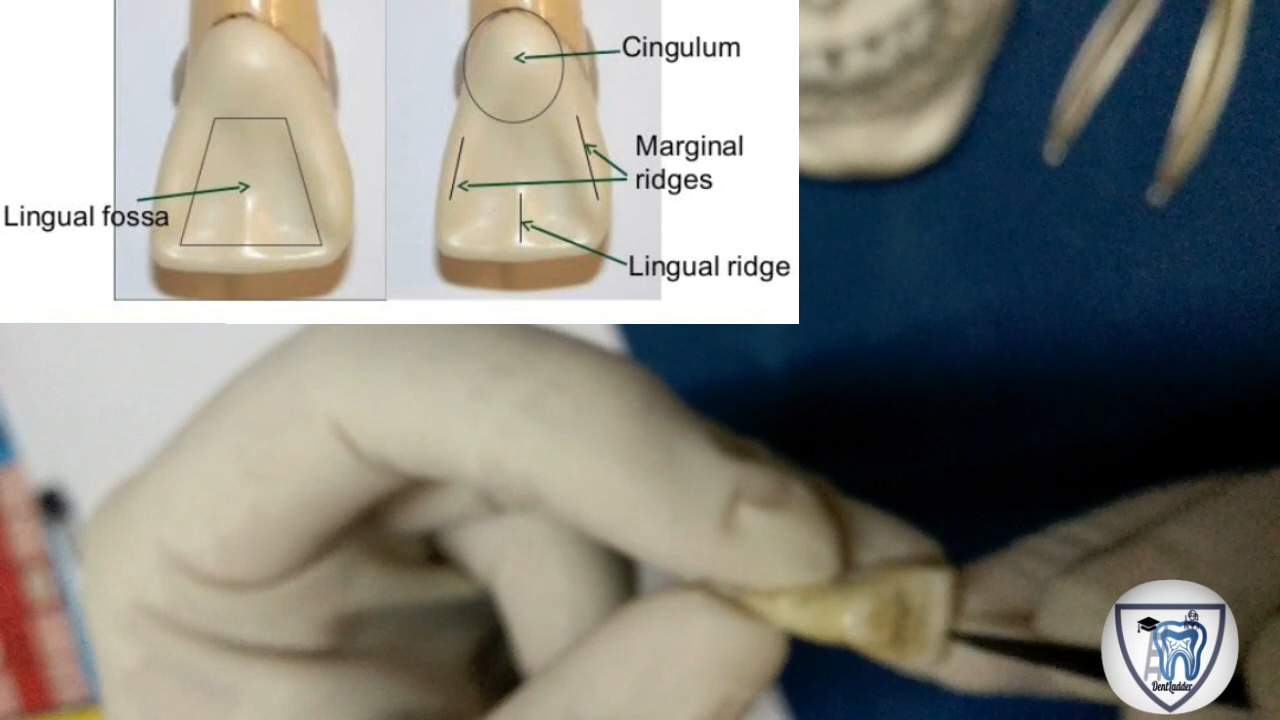 Cingulum
Marginal
ridges
Lingual fossa
Lingual ridge
DentLadder